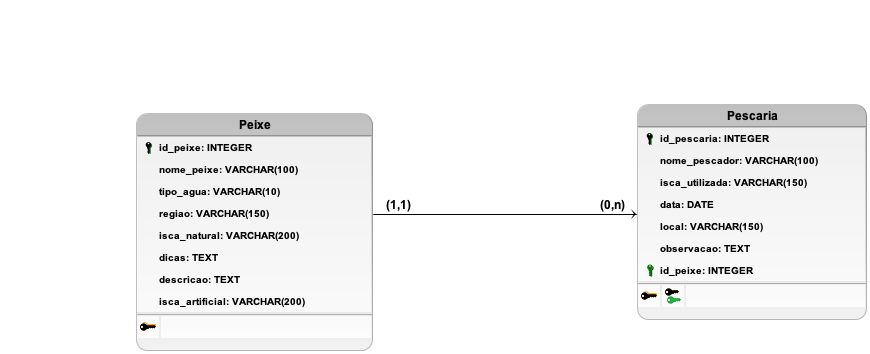 Peixe
id_peixe: INTEGER
nome_peixe: VARCHAR(100)
tipo_agua: VARCHAR(10)
regiao: VARCHAR(150)
isca_natural: VARCHAR(200)
dicas: TEXT
descricao: TEXT
isca_artificial: VARCHAR(200)
(1,1)
(0,n)
Pescaria
id_pescaria: INTEGER
nome_pescador: VARCHAR(100)
isca_utilizada: VARCHAR(150)
data: DATE
local: VARCHAR(150)
observacao: TEXT
id_peixe: INTEGER